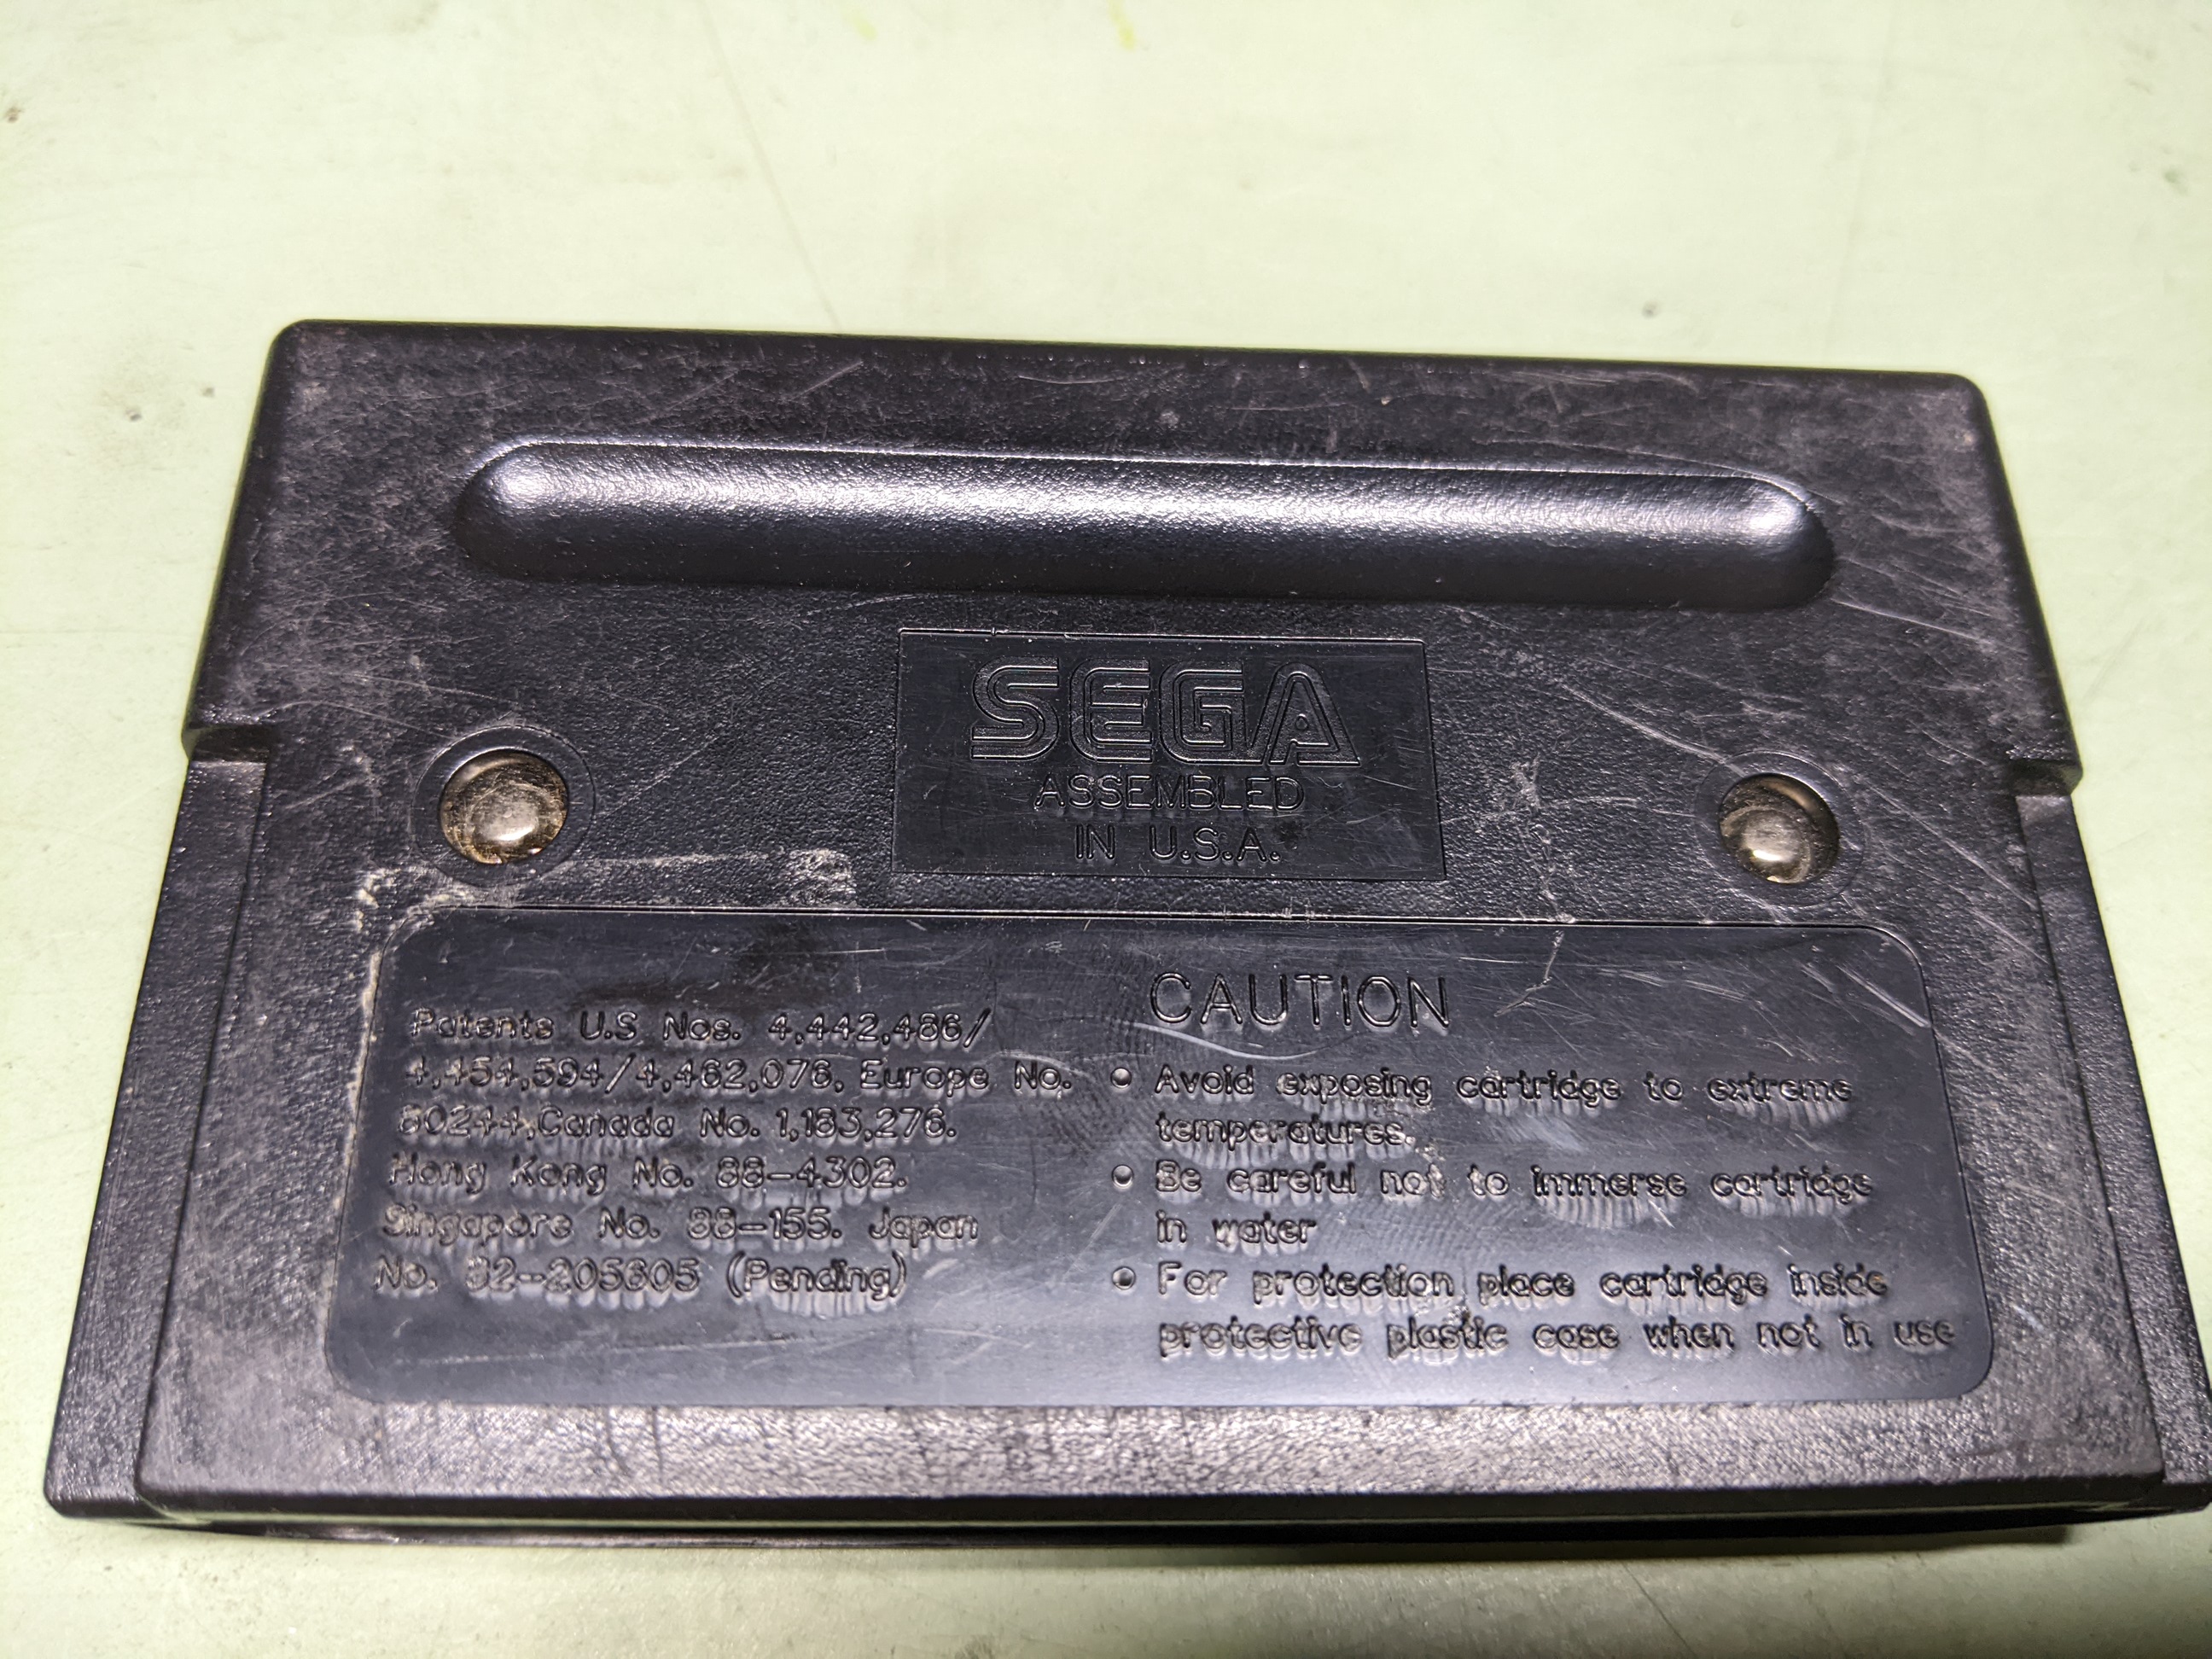 SEGA
ASSEMBLED
IN U.S.A.
Patents U.S Nos. 4,442,486/
4,454,594/4,462,076, Europe No.
80244,Canada No. 1,183,276.
Hong Kong No. 88-4302.
Singapore No. 88-155. Japan
No. 82-205605 (Pending)
CAUTION
● Avoid exposing cartridge to extreme
temperatures.
● Be careful not to immerse cartridge
in water
● For protection place cartridge inside
protective plastic case when not in use